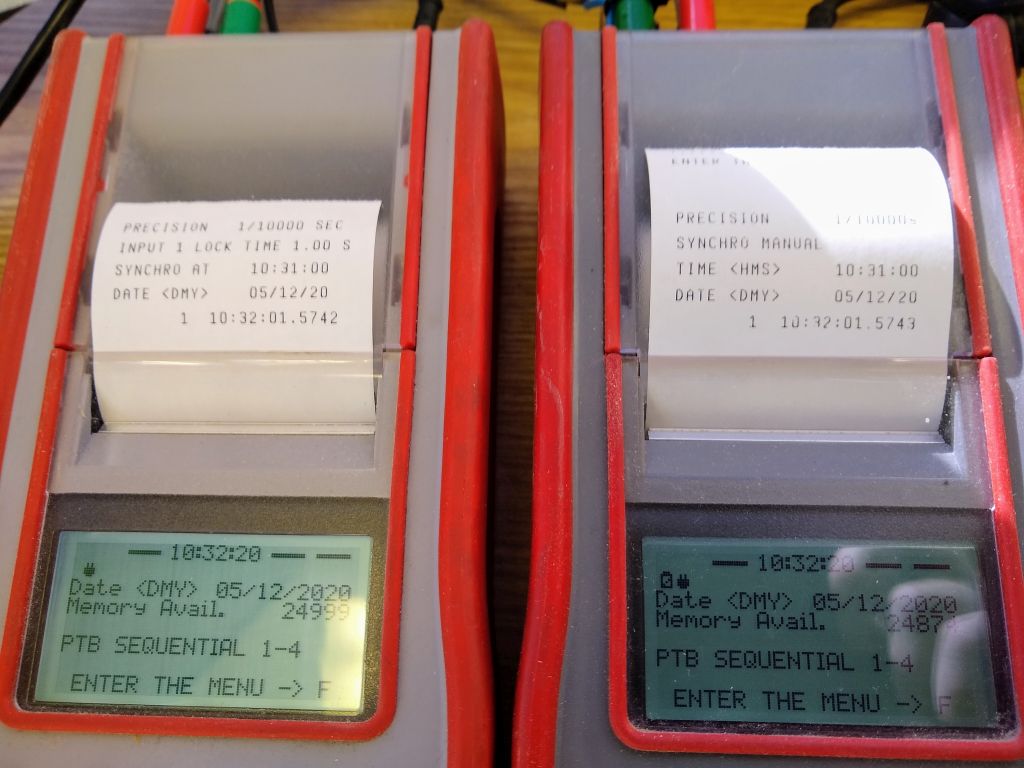 PRECISION 1/10000 SEC
INPUT 1 LOCK TIME 1.00 S
SYNCHRO AT 10:31:00
DATE <DMY> 05/12/20
1 10:32:01.5742
10:32:20
Date <DMY> 05/12/2020
Memory Avail. 24999
PTB SEQUENTIAL 1-4
ENTER THE MENU -> F
ENTER
PRECISION 1/10000s
SYNCHRO MANUAL
TIME <HMS> 10:31:00
DATE <DMY> 05/12/20
1 10:32:01.5743
10:32:20
Date <DMY> 05/12/2020
Memory Avail. 24874
PTB SEQUENTIAL 1-4
ENTER THE MENU -> F